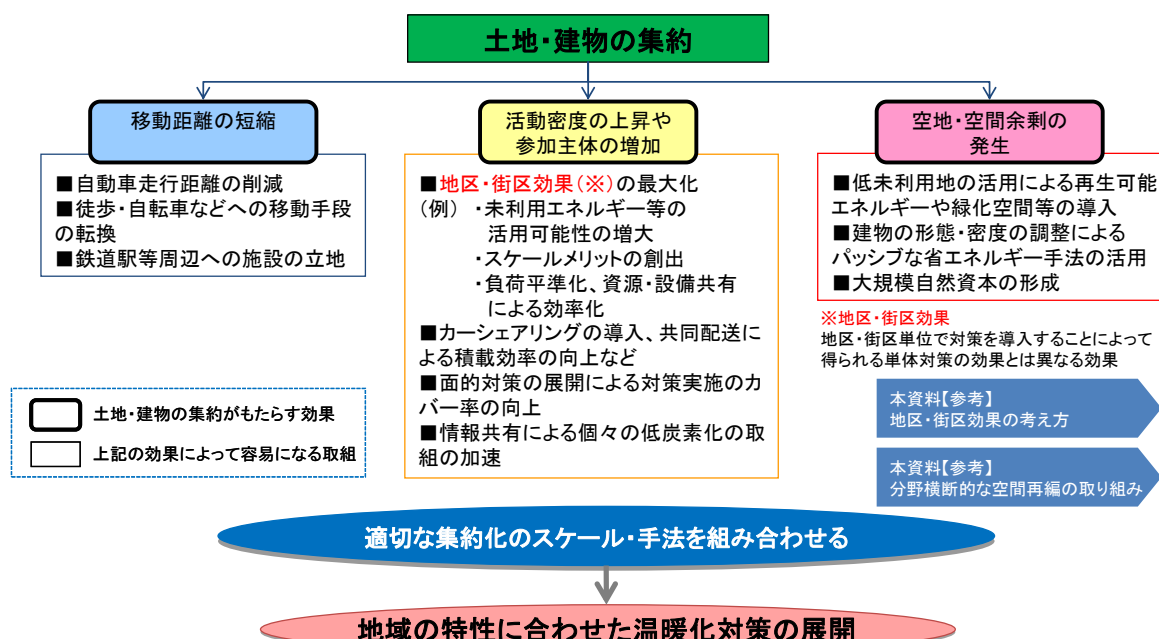 土地・建物の集約
移動距離の短縮
■自動車走行距離の削減
■徒歩・自転車などへの移動手段
の転換
■鉄道駅等周辺への施設の立地
活動密度の上昇や
参加主体の増加
■地区・街区効果(※)の最大化
(例) ・未利用エネルギー等の
活用可能性の増大
・スケールメリットの創出
・負荷平準化、資源・設備共有
による効率化
■カーシェアリングの導入、共同配送に
よる積載効率の向上など
■面的対策の展開による対策実施のカ
バー率の向上
■情報共有による個々の低炭素化の取
組の加速
空地・空間余剰の
発生
■低未利用地の活用による再生可能
エネルギーや緑化空間等の導入
■建物の形態・密度の調整による
パッシブな省エネルギー手法の活用
■大規模自然資本の形成
※地区・街区効果
地区・街区単位で対策を導入することによって
得られる単体対策の効果とは異なる効果
本資料【参考】
地区・街区効果の考え方
本資料【参考】
分野横断的な空間再編の取り組み
土地・建物の集約がもたらす効果
上記の効果によって容易になる取組
適切な集約化のスケール・手法を組み合わせる
地域の特性に合わせた温暖化対策の展開